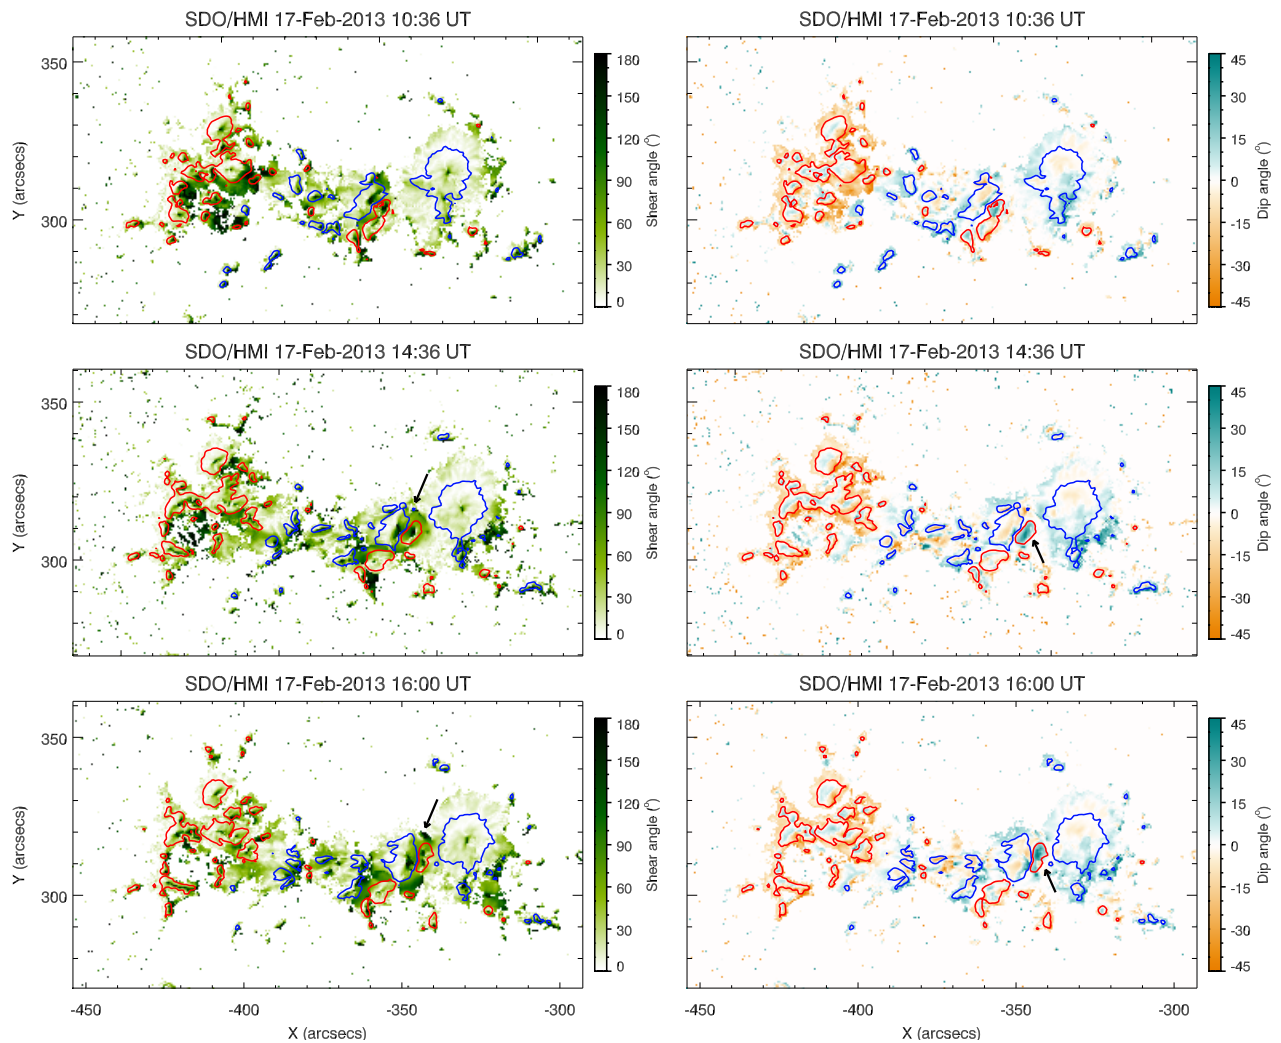 SDO/HMI 17-Feb-2013 10:36 UT
350
300
Y (arcsecs)
180
150
120
90
60
30
0
Shear angle (°)
SDO/HMI 17-Feb-2013 10:36 UT
45
30
15
0
-15
-30
-45
Dip angle (°)
SDO/HMI 17-Feb-2013 14:36 UT
350
300
Y (arcsecs)
180
150
120
90
60
30
0
Shear angle (°)
SDO/HMI 17-Feb-2013 14:36 UT
45
30
15
0
-15
-30
-45
Dip angle (°)
SDO/HMI 17-Feb-2013 16:00 UT
350
300
Y (arcsecs)
-450 -400 -350 -300
X (arcsecs)
180
150
120
90
60
30
0
Shear angle (°)
SDO/HMI 17-Feb-2013 16:00 UT
-450 -400 -350 -300
X (arcsecs)
45
30
15
0
-15
-30
-45
Dip angle (°)